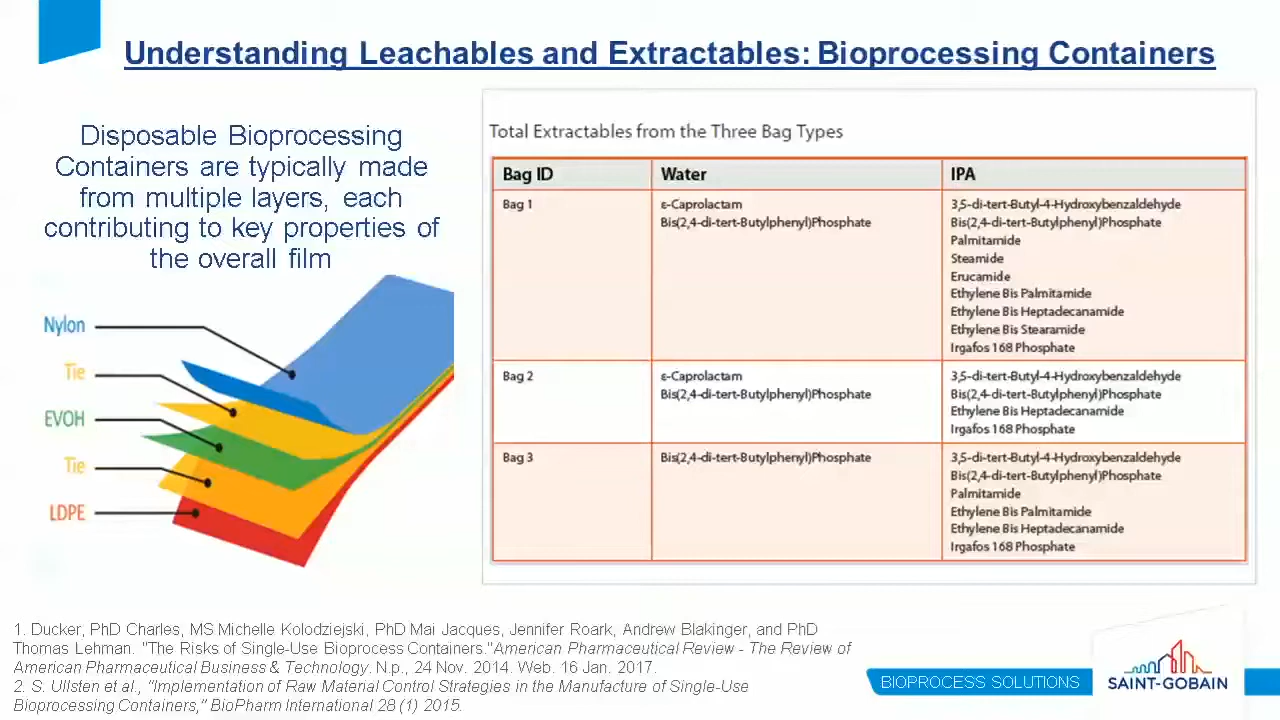 Understanding Leachables and Extractables: Bioprocessing Containers
Disposable Bioprocessing
Containers are typically made
from multiple layers, each
contributing to key properties of
the overall film
Nylon
Tie
EVOH
Tie
LDPE
Total Extractables from the Three Bag Types
Bag ID Water IPA
Bag 1 ε-Caprolactam 3,5-di-tert-Butyl-4-Hydroxybenzaldehyde
Bis(2,4-di-tert-Butylphenyl)Phosphate Bis(2,4-di-tert-Butylphenyl)Phosphate
Palmitamide
Steamide
Erucamide
Ethylene Bis Palmitamide
Ethylene Bis Heptadecanamide
Ethylene Bis Stearamide
Irgafos 168 Phosphate
Bag 2 ε-Caprolactam 3,5-di-tert-Butyl-4-Hydroxybenzaldehyde
Bis(2,4-di-tert-Butylphenyl)Phosphate Bis(2,4-di-tert-Butylphenyl)Phosphate
Ethylene Bis Heptadecanamide
Irgafos 168 Phosphate
Bag 3 Bis(2,4-di-tert-Butylphenyl)Phosphate 3,5-di-tert-Butyl-4-Hydroxybenzaldehyde
Bis(2,4-di-tert-Butylphenyl)Phosphate
Palmitamide
Ethylene Bis Palmitamide
Ethylene Bis Heptadecanamide
Irgafos 168 Phosphate
1. Ducker, PhD Charles, MS Michelle Kolodziejski, PhD Mai Jacques, Jennifer Roark, Andrew Blakinger, and PhD
Thomas Lehman. "The Risks of Single-Use Bioprocess Containers."American Pharmaceutical Review - The Review of
American Pharmaceutical Business & Technology. N.p., 24 Nov. 2014. Web. 16 Jan. 2017.
2. S. Ullsten et al., "Implementation of Raw Material Control Strategies in the Manufacture of Single-Use
Bioprocessing Containers," BioPharm International 28 (1) 2015.
BIOPROCESS SOLUTIONS
SAINT-GOBAIN